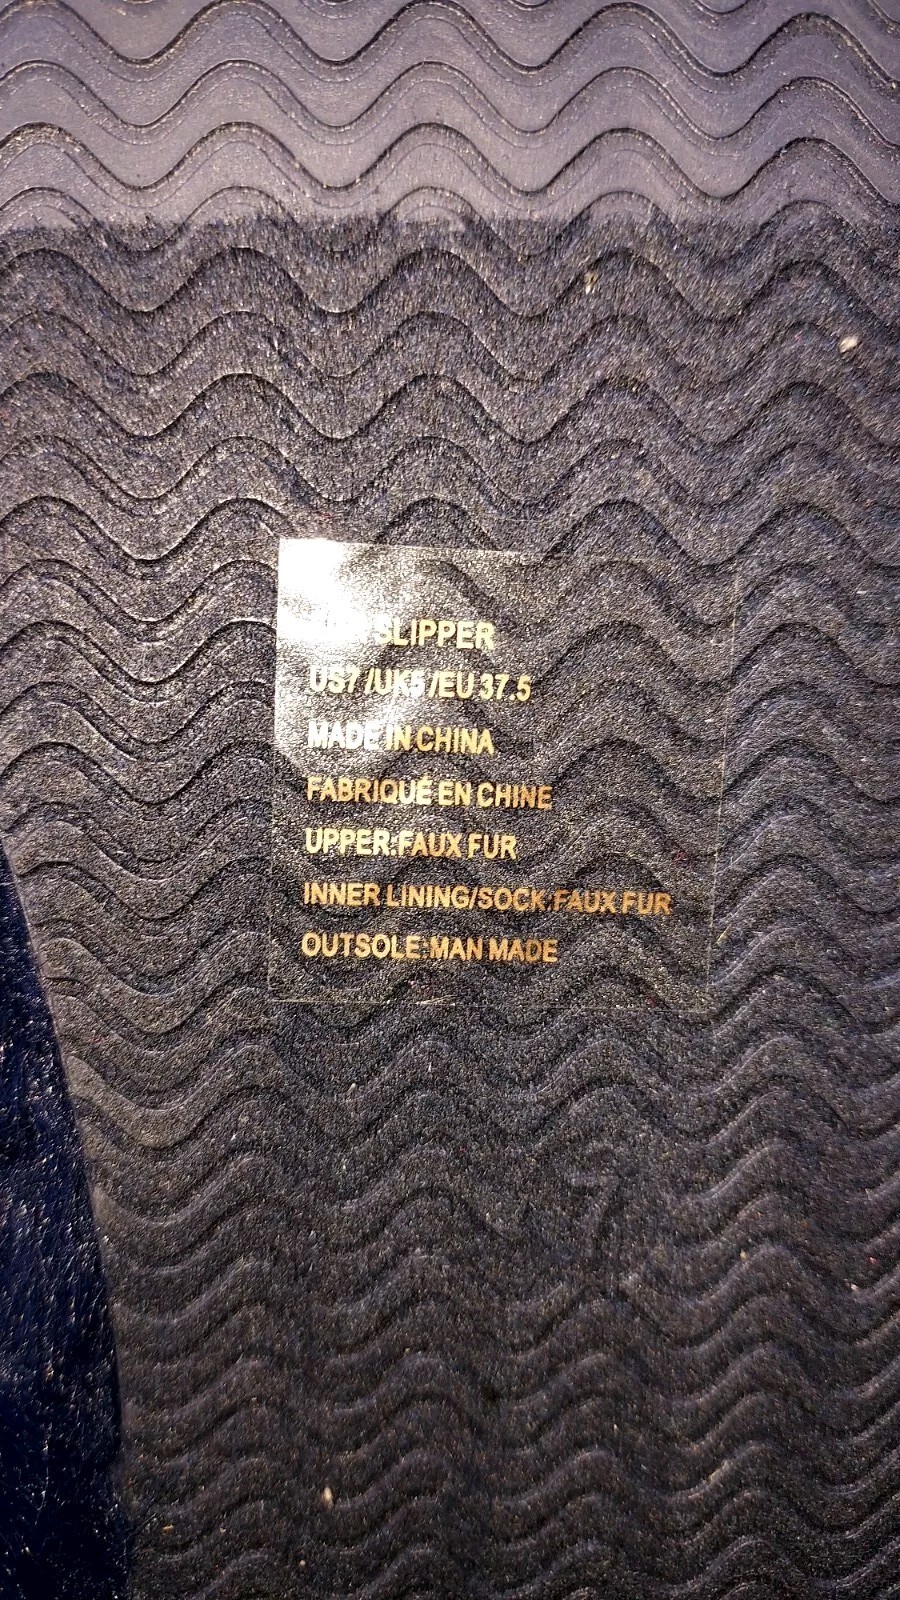 SLIPPER
US7 /UK5 /EU 37.5
MADE IN CHINA
FABRIQUÉ EN CHINE
UPPER:FAUX FUR
INNER LINING/SOCK:FAUX FUR
OUTSOLE:MAN MADE
7